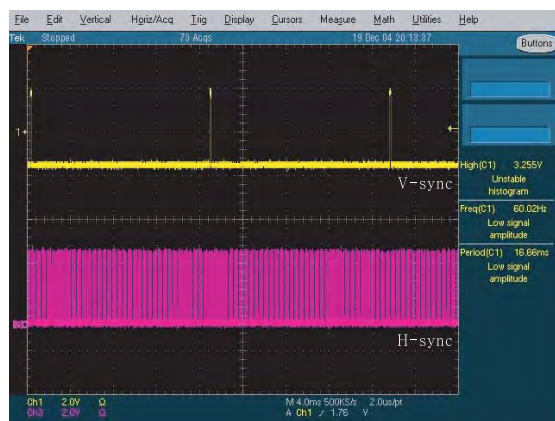 File Edit Vertical Horiz/Acq Trig Display Cursors Measure Math Utilities Help
Tek Stopped 73 Acqs 19 Dec 04 20:13:37
Buttons
1
High(C1) 3.255V
Unstable
histogram
V-sync
Freq(C1) 60.02Hz
Low signal
amplitude
Period(C1) 16.66ms
Low signal
amplitude
H-sync
Ch1 2.0V Ω M 4.0ms 500KS/s 2.0us/pt
Ch3 2.0V Ω A Ch1 1.76 V